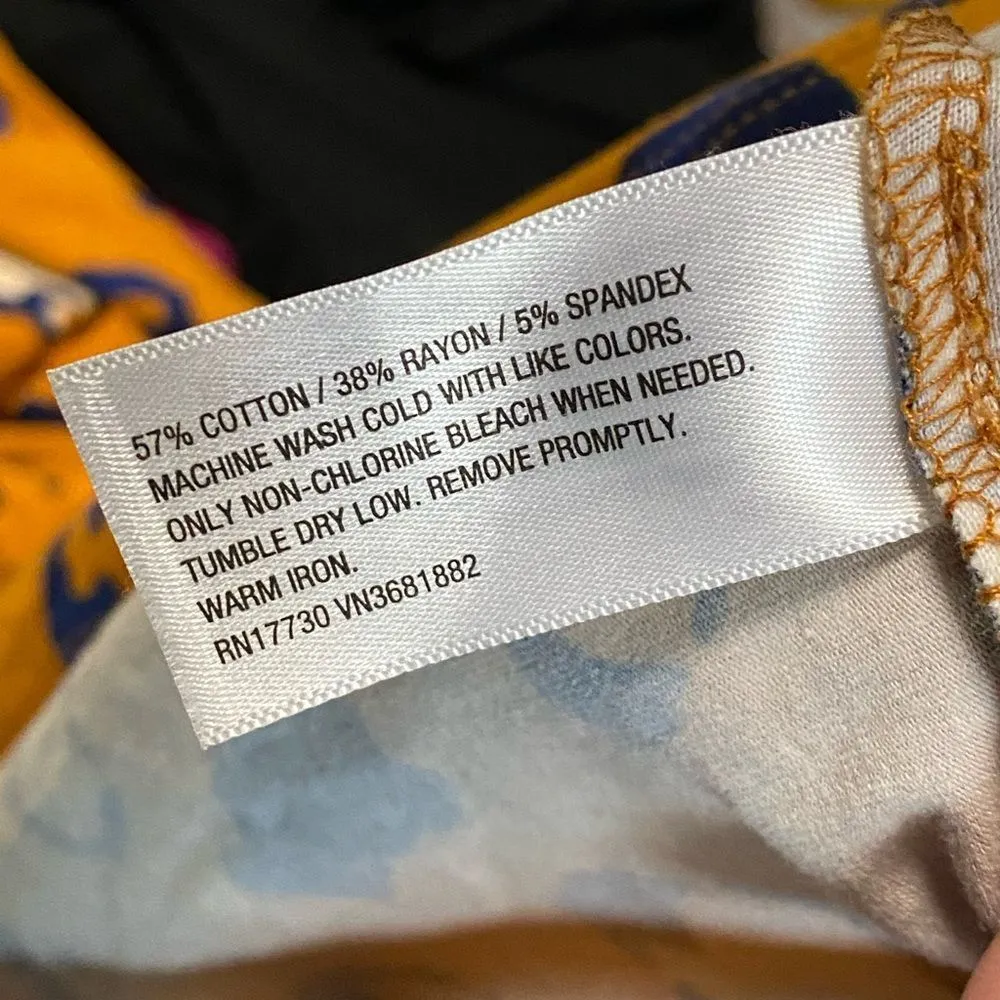 57% COTTON / 38% RAYON / 5% SPANDEX
MACHINE WASH COLD WITH LIKE COLORS.
ONLY NON-CHLORINE BLEACH WHEN NEEDED.
TUMBLE DRY LOW. REMOVE PROMPTLY.
WARM IRON.
RN17730 VN3681882